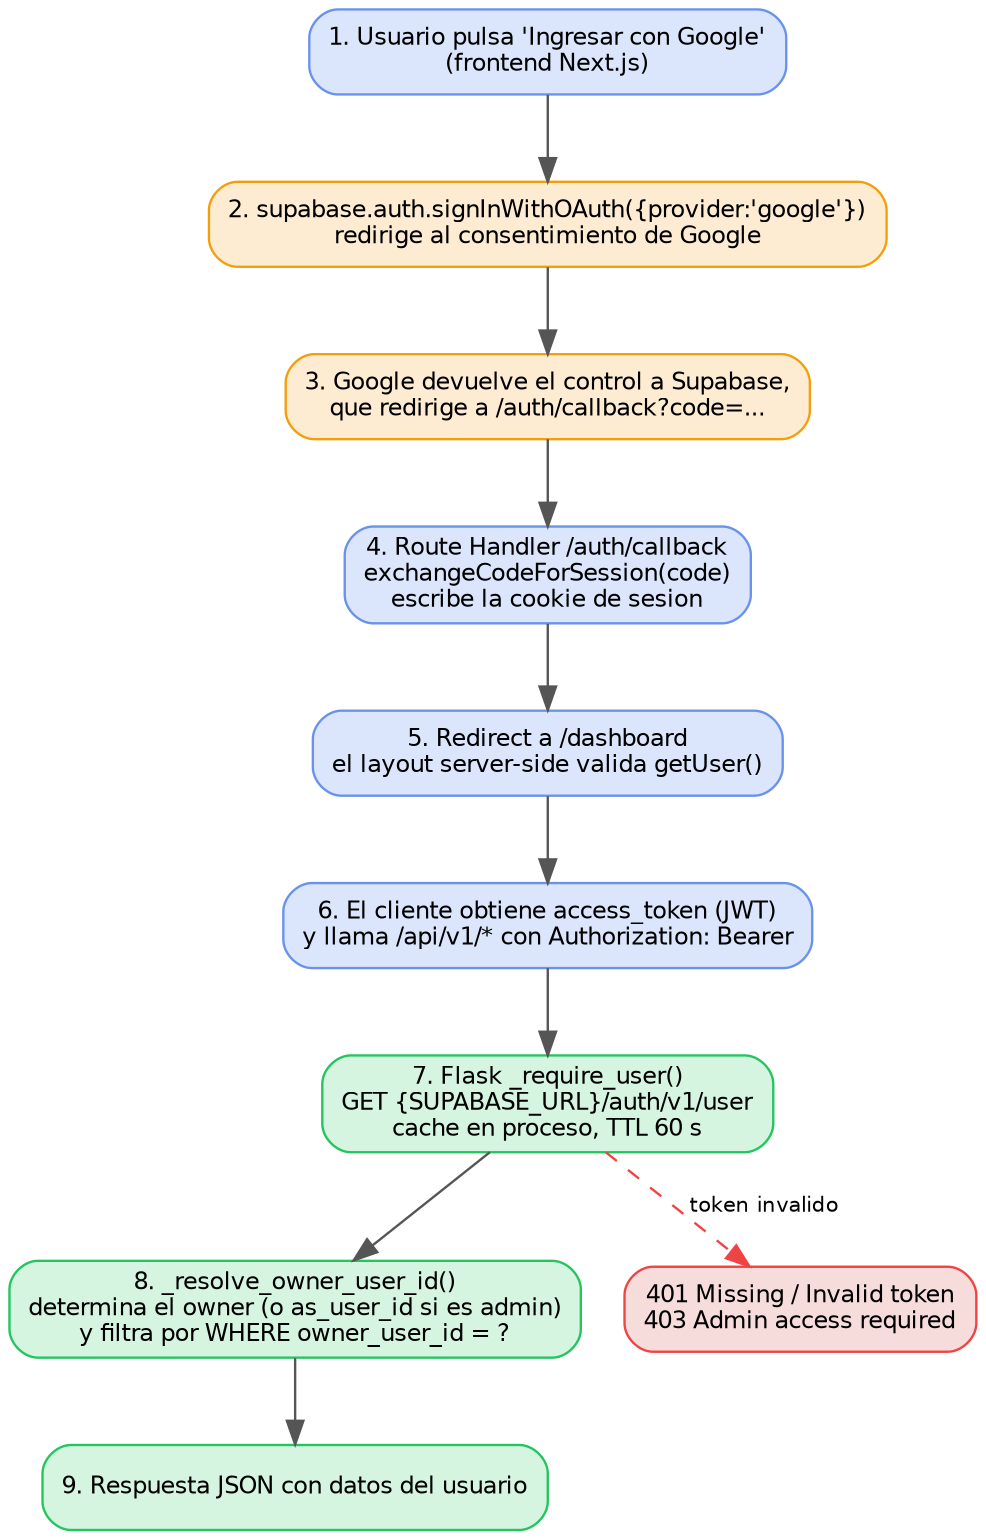 1. Usuario pulsa 'Ingresar con Google'
(frontend Next.js)
2. supabase.auth.signInWithOAuth({provider:'google'})
redirige al consentimiento de Google
3. Google devuelve el control a Supabase,
que redirige a /auth/callback?code=...
4. Route Handler /auth/callback
exchangeCodeForSession(code)
escribe la cookie de sesion
5. Redirect a /dashboard
el layout server-side valida getUser()
6. El cliente obtiene access_token (JWT)
y llama /api/v1/* con Authorization: Bearer
7. Flask _require_user()
GET {SUPABASE_URL}/auth/v1/user
cache en proceso, TTL 60 s
token invalido
8. _resolve_owner_user_id()
determina el owner (o as_user_id si es admin)
y filtra por WHERE owner_user_id = ?
401 Missing / Invalid token
403 Admin access required
9. Respuesta JSON con datos del usuario